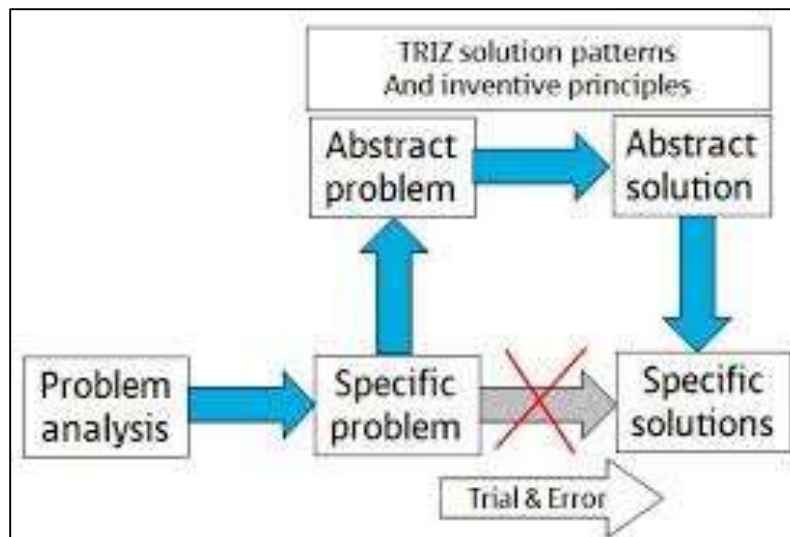 TRIZ solution patterns
And inventive principles
Abstract
problem
Abstract
solution
Problem
analysis
Specific
problem
Specific
solutions
Trial & Error